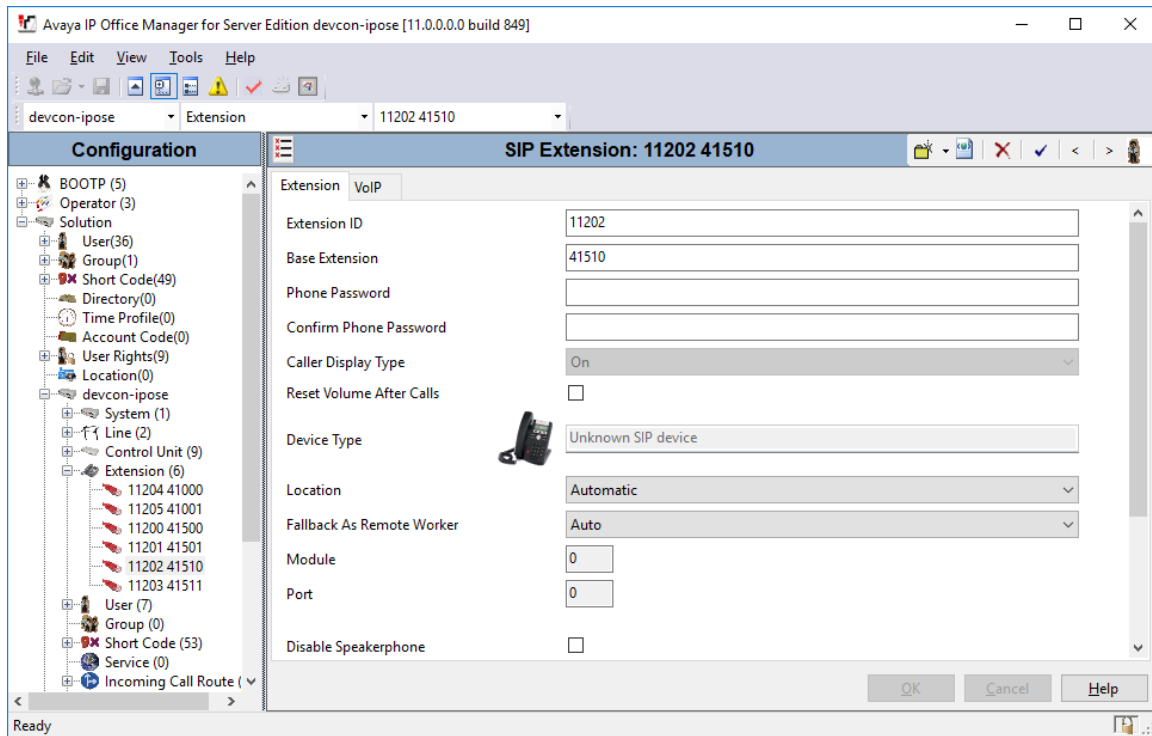 Avaya IP Office Manager for Server Edition devcon-ipose [11.0.0.0.0 build 849]
File Edit View Tools Help
devcon-ipose Extension 11202 41510
Configuration
SIP Extension: 11202 41510
BOOTP (5)
Operator (3)
Solution
User(36)
Group(1)
Short Code(49)
Directory(0)
Time Profile(0)
Account Code(0)
User Rights(9)
Location(0)
devcon-ipose
System (1)
Line (2)
Control Unit (9)
Extension (6)
11204 41000
11205 41001
11200 41500
11201 41501
11202 41510
11203 41511
User (7)
Group (0)
Short Code (53)
Service (0)
Incoming Call Route (
Extension VoIP
Extension ID 11202
Base Extension 41510
Phone Password
Confirm Phone Password
Caller Display Type On
Reset Volume After Calls
Device Type Unknown SIP device
Location Automatic
Fallback As Remote Worker Auto
Module 0
Port 0
Disable Speakerphone
OK Cancel Help
Ready